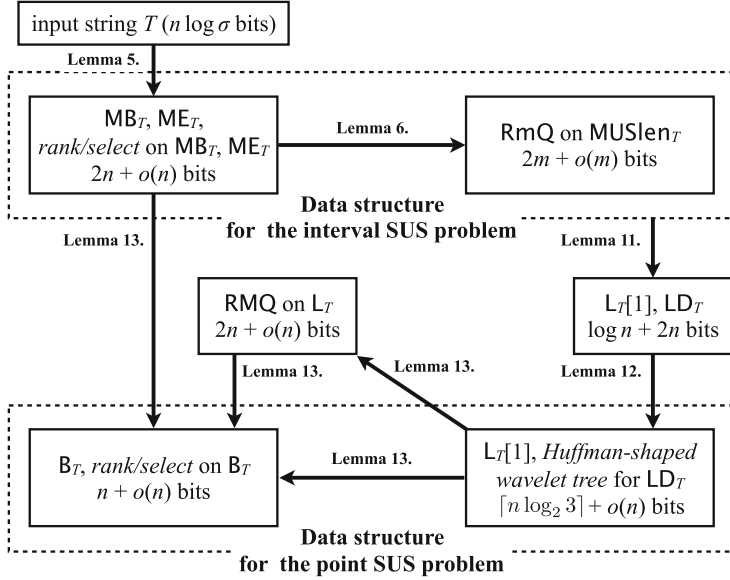 input string T (n log σ bits)
Lemma 5.
MB_T, ME_T,
rank/select on MB_T, ME_T
2n + o(n) bits
Lemma 6.
RmQ on MUSlen_T
2m + o(m) bits
Data structure
for the interval SUS problem
Lemma 13.
Lemma 11.
RMQ on L_T
2n + o(n) bits
L_T[1], LD_T
log n + 2n bits
Lemma 13.
Lemma 13.
Lemma 12.
B_T, rank/select on B_T
n + o(n) bits
Lemma 13.
L_T[1], Huffman-shaped
wavelet tree for LD_T
⌈n log₂ 3⌉ + o(n) bits
Data structure
for the point SUS problem